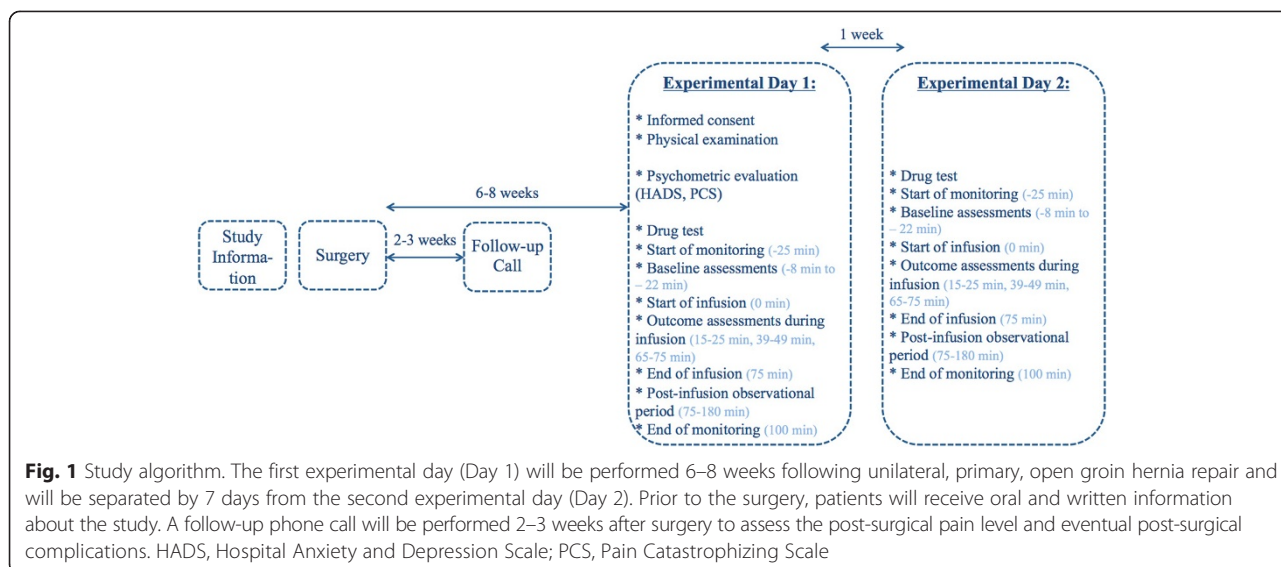 1 week
Experimental Day 1:
* Informed consent
* Physical examination
* Psychometric evaluation
(HADS, PCS)
* Drug test
* Start of monitoring (-25 min)
* Baseline assessments (-8 min to
– 22 min)
* Start of infusion (0 min)
* Outcome assessments during
infusion (15-25 min, 39-49 min,
65-75 min)
* End of infusion (75 min)
* Post-infusion observational
period (75-180 min)
* End of monitoring (100 min)
Experimental Day 2:
* Drug test
* Start of monitoring (-25 min)
* Baseline assessments (-8 min to
– 22 min)
* Start of infusion (0 min)
* Outcome assessments during
infusion (15-25 min, 39-49 min,
65-75 min)
* End of infusion (75 min)
* Post-infusion observational
period (75-180 min)
* End of monitoring (100 min)
6-8 weeks
Study
Informa-
tion
Surgery
2-3 weeks
Follow-up
Call
Fig. 1 Study algorithm. The first experimental day (Day 1) will be performed 6–8 weeks following unilateral, primary, open groin hernia repair and
will be separated by 7 days from the second experimental day (Day 2). Prior to the surgery, patients will receive oral and written information
about the study. A follow-up phone call will be performed 2–3 weeks after surgery to assess the post-surgical pain level and eventual post-surgical
complications. HADS, Hospital Anxiety and Depression Scale; PCS, Pain Catastrophizing Scale